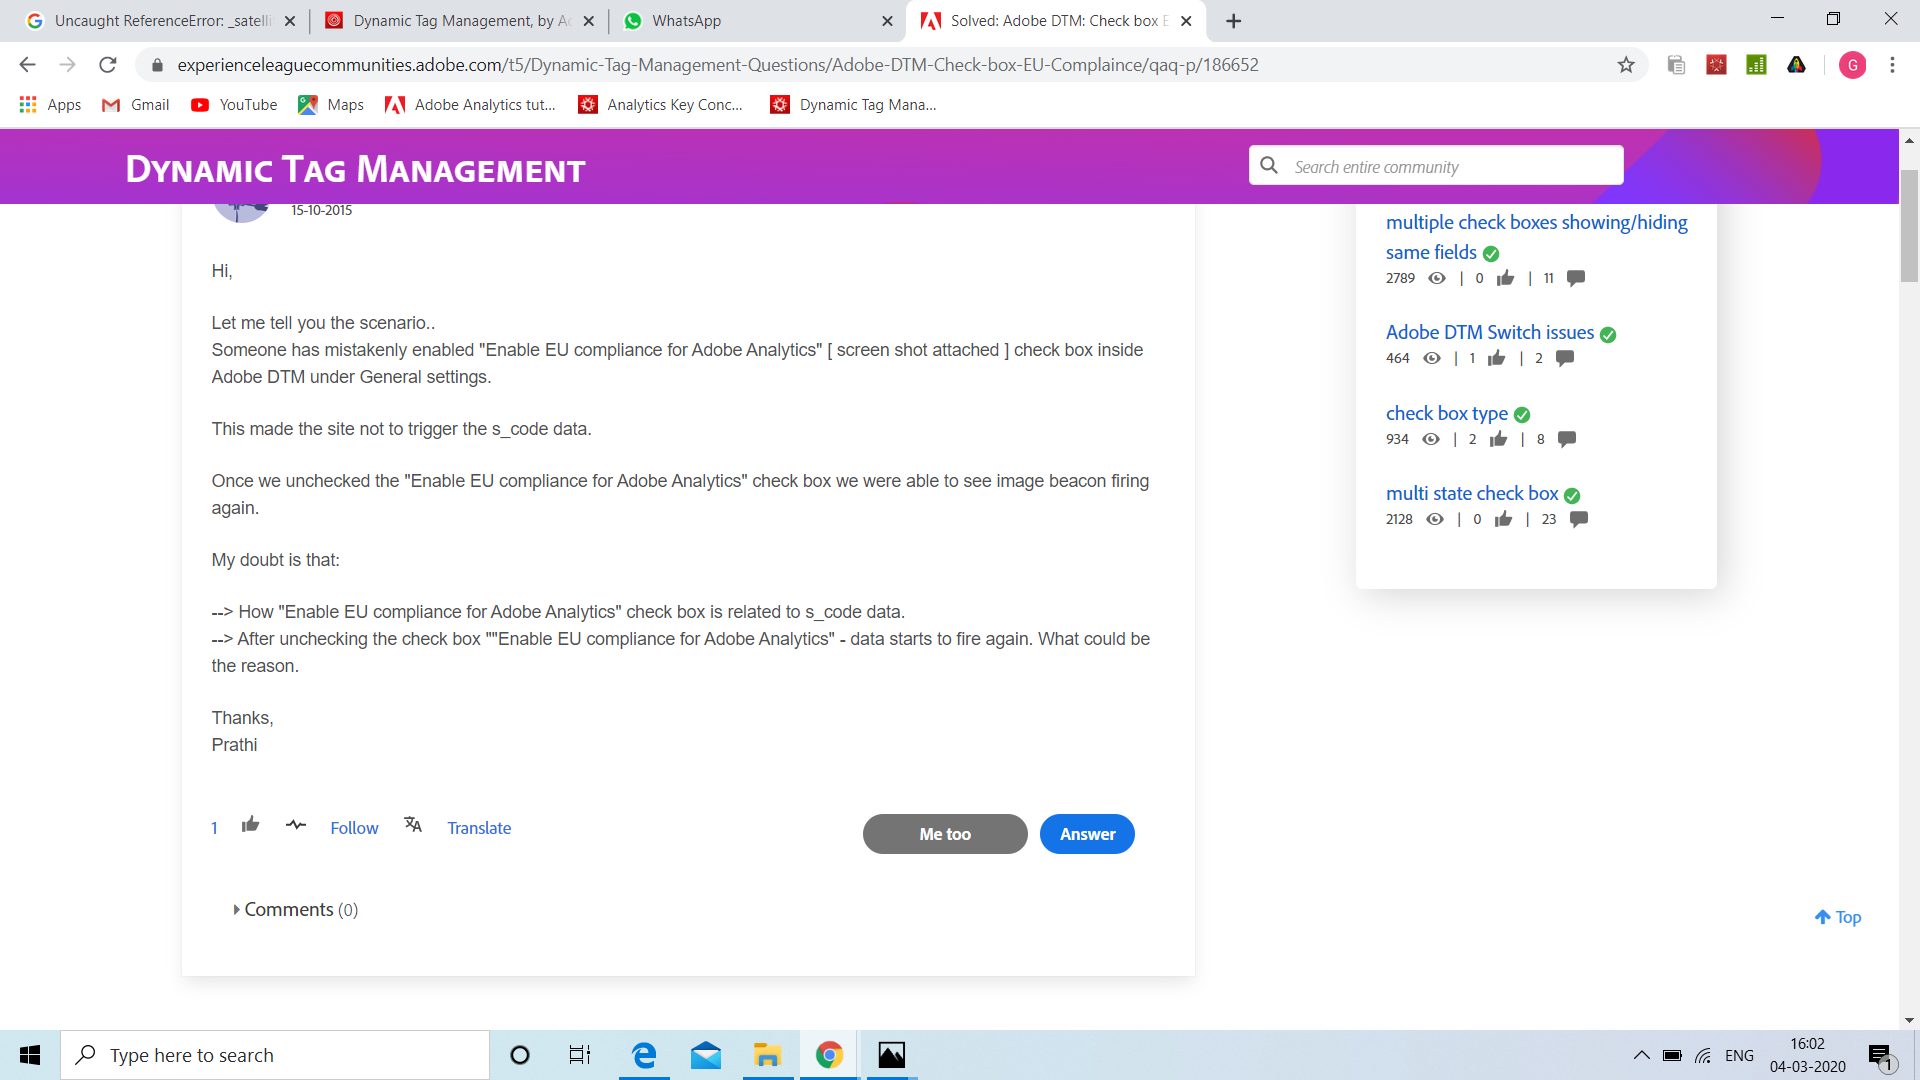 Uncaught ReferenceError: _satelli
Dynamic Tag Management, by Ad
WhatsApp
Solved: Adobe DTM: Check box E
experienceleaguecommunities.adobe.com/t5/Dynamic-Tag-Management-Questions/Adobe-DTM-Check-box-EU-Complaince/qaq-p/186652
G
Apps
Gmail
YouTube
Maps
Adobe Analytics tut...
Analytics Key Conc...
Dynamic Tag Mana...
DYNAMIC TAG MANAGEMENT
Search entire community
15-10-2015
Hi,
Let me tell you the scenario..
Someone has mistakenly enabled "Enable EU compliance for Adobe Analytics" [ screen shot attached ] check box inside
Adobe DTM under General settings.
This made the site not to trigger the s_code data.
Once we unchecked the "Enable EU compliance for Adobe Analytics" check box we were able to see image beacon firing
again.
My doubt is that:
--> How "Enable EU compliance for Adobe Analytics" check box is related to s_code data.
--> After unchecking the check box ""Enable EU compliance for Adobe Analytics" - data starts to fire again. What could be
the reason.
Thanks,
Prathi
1 Follow Translate
Me too
Answer
Comments (0)
multiple check boxes showing/hiding
same fields
2789 | 0 | 11
Adobe DTM Switch issues
464 | 1 | 2
check box type
934 | 2 | 8
multi state check box
2128 | 0 | 23
Top
Type here to search
ENG
16:02
04-03-2020
1